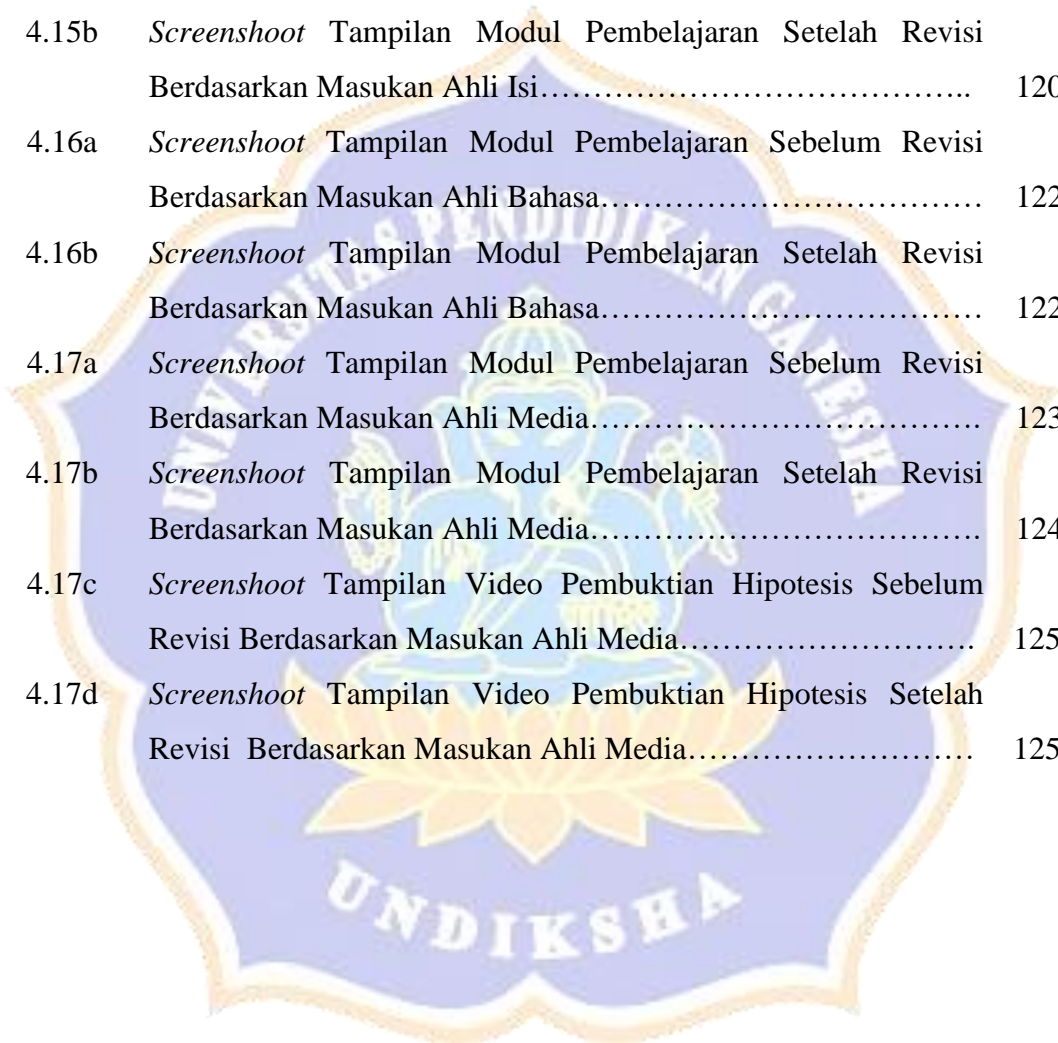 4.15b Screenshoot Tampilan Modul Pembelajaran Setelah Revisi
Berdasarkan Masukan Ahli Isi………………………………….. 120
4.16a Screenshoot Tampilan Modul Pembelajaran Sebelum Revisi
Berdasarkan Masukan Ahli Bahasa……………………………… 122
4.16b Screenshoot Tampilan Modul Pembelajaran Setelah Revisi
Berdasarkan Masukan Ahli Bahasa……………………………… 122
4.17a Screenshoot Tampilan Modul Pembelajaran Sebelum Revisi
Berdasarkan Masukan Ahli Media………………………………. 123
4.17b Screenshoot Tampilan Modul Pembelajaran Setelah Revisi
Berdasarkan Masukan Ahli Media………………………………. 124
4.17c Screenshoot Tampilan Video Pembuktian Hipotesis Sebelum
Revisi Berdasarkan Masukan Ahli Media………………………. 125
4.17d Screenshoot Tampilan Video Pembuktian Hipotesis Setelah
Revisi Berdasarkan Masukan Ahli Media……………………… 125
UNIVERSITAS PENDIDIKAN GANESHA
UNDIKSHA